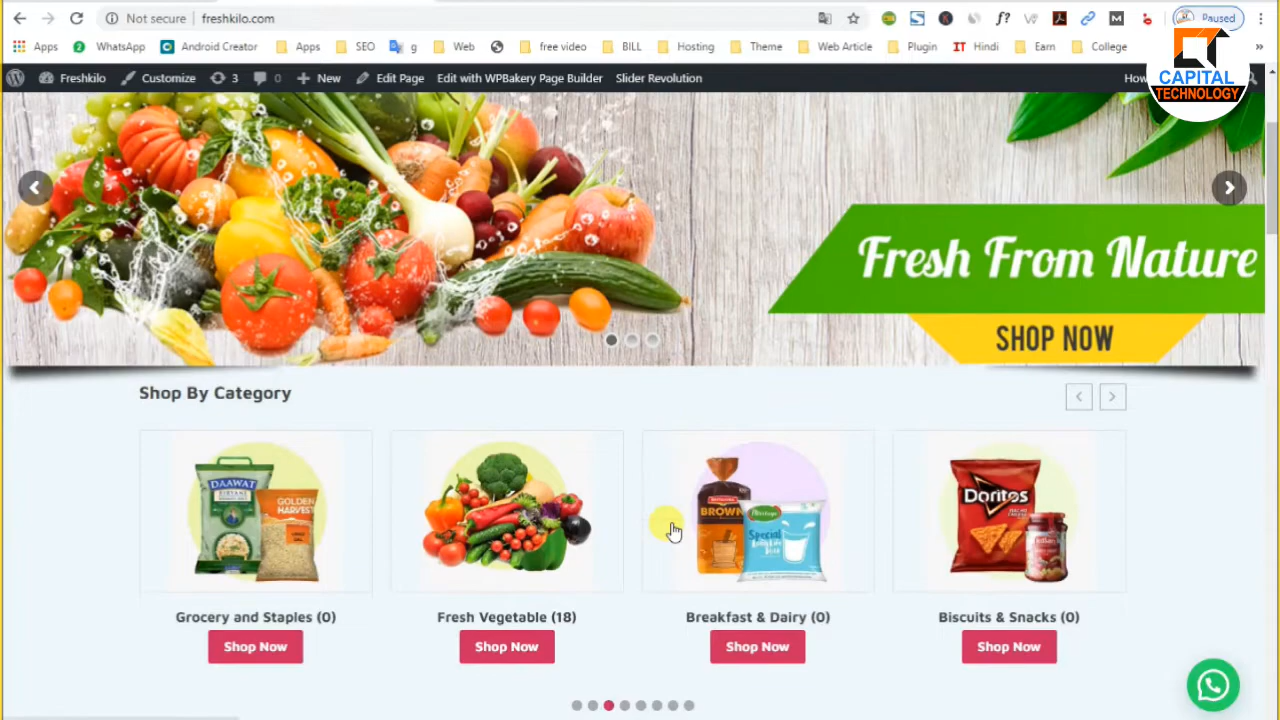 Not secure | freshkilo.com
Paused
Apps
WhatsApp
Android Creator
Apps
SEO
g
Web
free video
BILL
Hosting
Theme
Web Article
Plugin
IT Hindi
Earn
College
»
Freshkilo
Customize
3
0
New
Edit Page
Edit with WPBakery Page Builder
Slider Revolution
How
CAPITAL
TECHNOLOGY
Fresh From Nature
SHOP NOW
Shop By Category
DAAWAT
GOLDEN
HARVEST
BROWN
Special
Doritos
Grocery and Staples (0)
Fresh Vegetable (18)
Breakfast & Dairy (0)
Biscuits & Snacks (0)
Shop Now
Shop Now
Shop Now
Shop Now